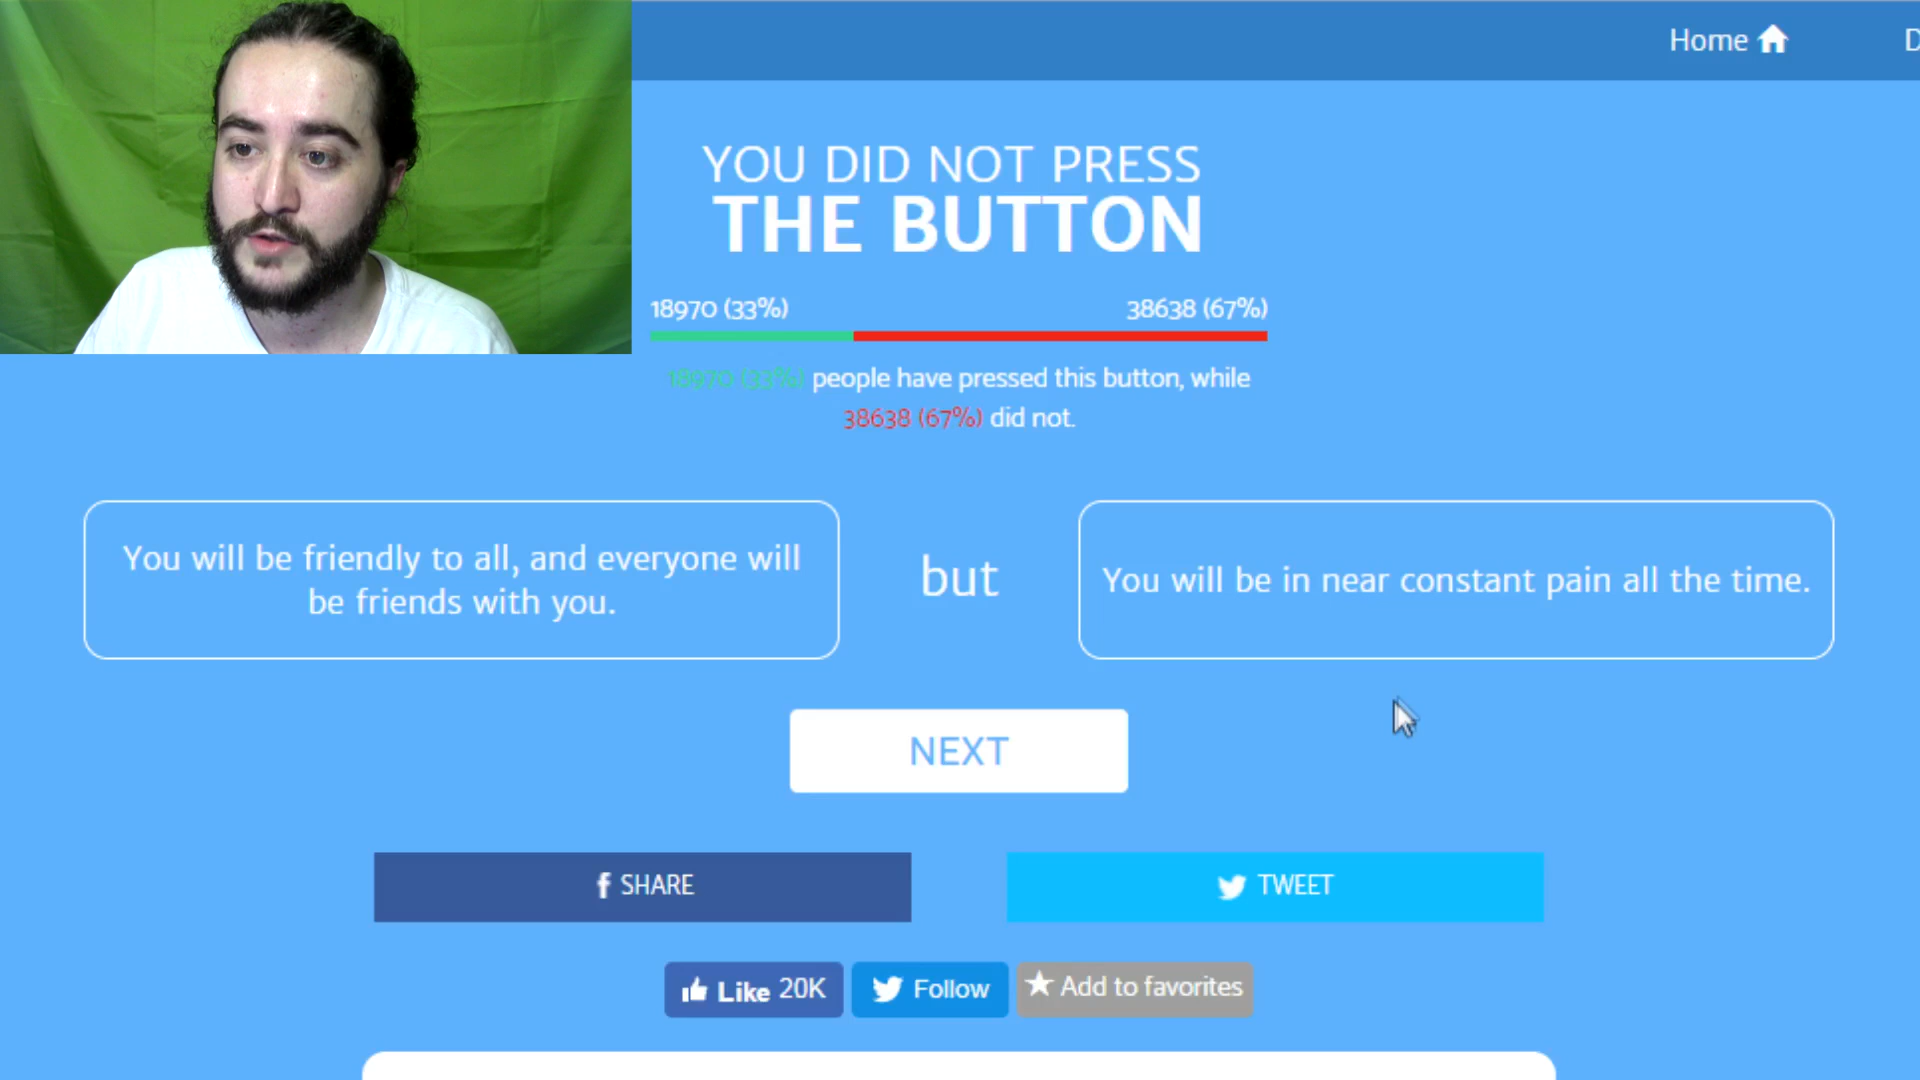 Home
YOU DID NOT PRESS
THE BUTTON
18970 (33%) 38638 (67%)
18970 (33%) people have pressed this button, while
38638 (67%) did not.
You will be friendly to all, and everyone will
be friends with you.
but
You will be in near constant pain all the time.
NEXT
SHARE
TWEET
Like 20K
Follow
Add to favorites